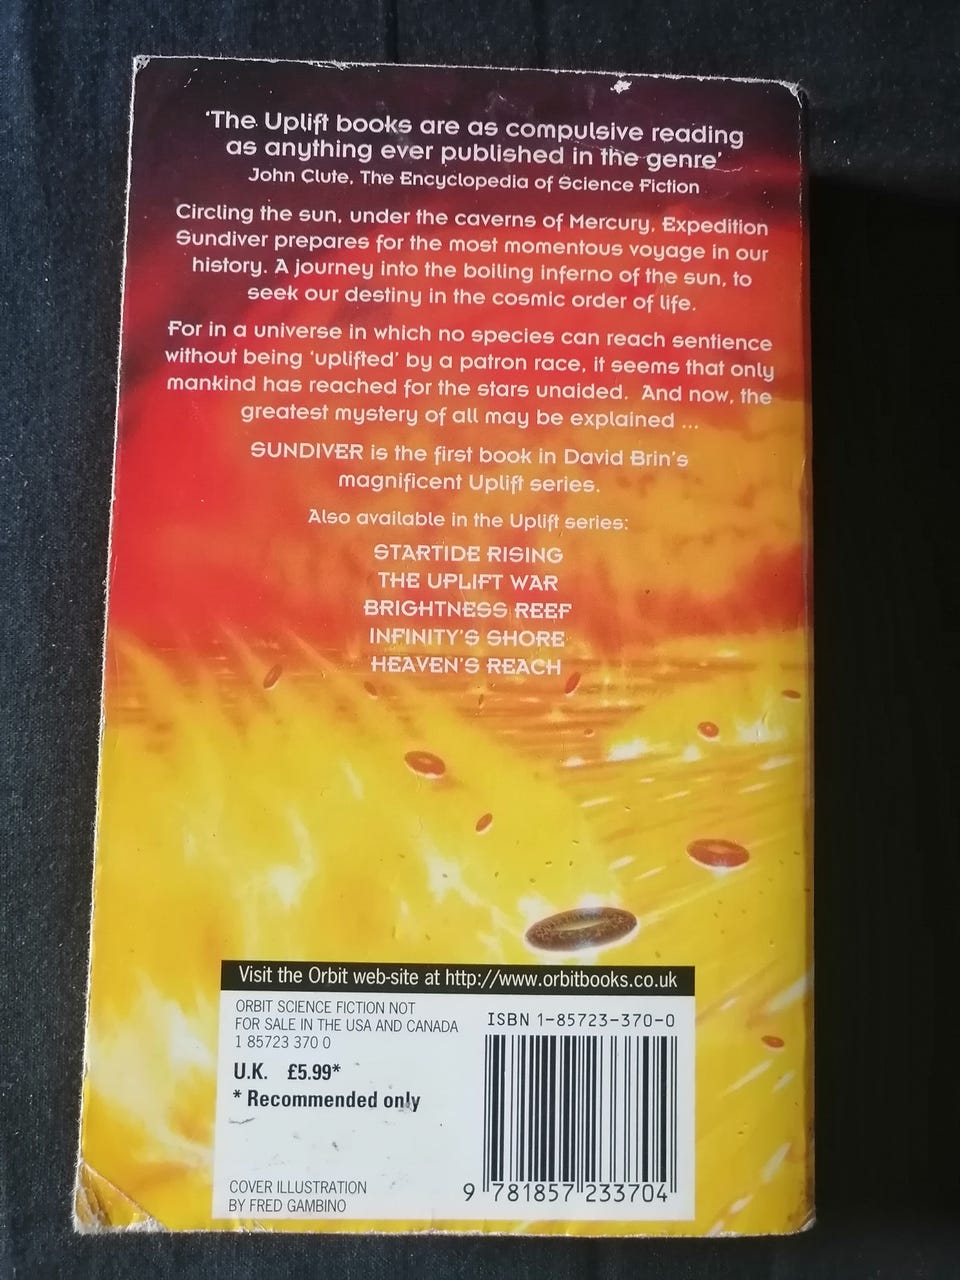 ‘The Uplift books are as compulsive reading
as anything ever published in the genre’
John Clute, The Encyclopedia of Science Fiction
Circling the sun, under the caverns of Mercury, Expedition
Sundiver prepares for the most momentous voyage in our
history. A journey into the boiling inferno of the sun, to
seek our destiny in the cosmic order of life.
For in a universe in which no species can reach sentience
without being ‘uplifted’ by a patron race, it seems that only
mankind has reached for the stars unaided. And now, the
greatest mystery of all may be explained ...
SUNDIVER is the first book in David Brin’s
magnificent Uplift series.
Also available in the Uplift series:
STARTIDE RISING
THE UPLIFT WAR
BRIGHTNESS REEF
INFINITY’S SHORE
HEAVEN’S REACH
Visit the Orbit web-site at http://www.orbitbooks.co.uk
ORBIT SCIENCE FICTION NOT
FOR SALE IN THE USA AND CANADA
1 85723 370 0
U.K. £5.99*
* Recommended only
COVER ILLUSTRATION
BY FRED GAMBINO
ISBN 1-85723-370-0
9 781857 233704